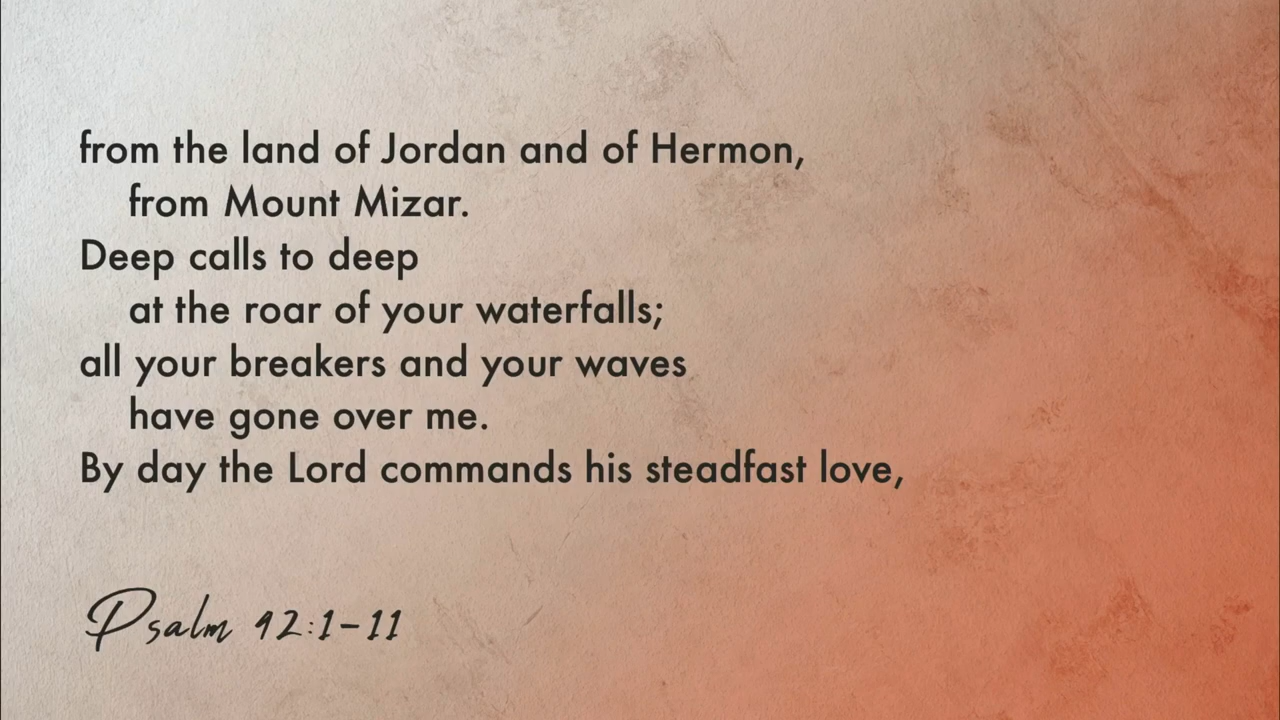 from the land of Jordan and of Hermon,
from Mount Mizar.
Deep calls to deep
at the roar of your waterfalls;
all your breakers and your waves
have gone over me.
By day the Lord commands his steadfast love,
Psalm 42:1-11